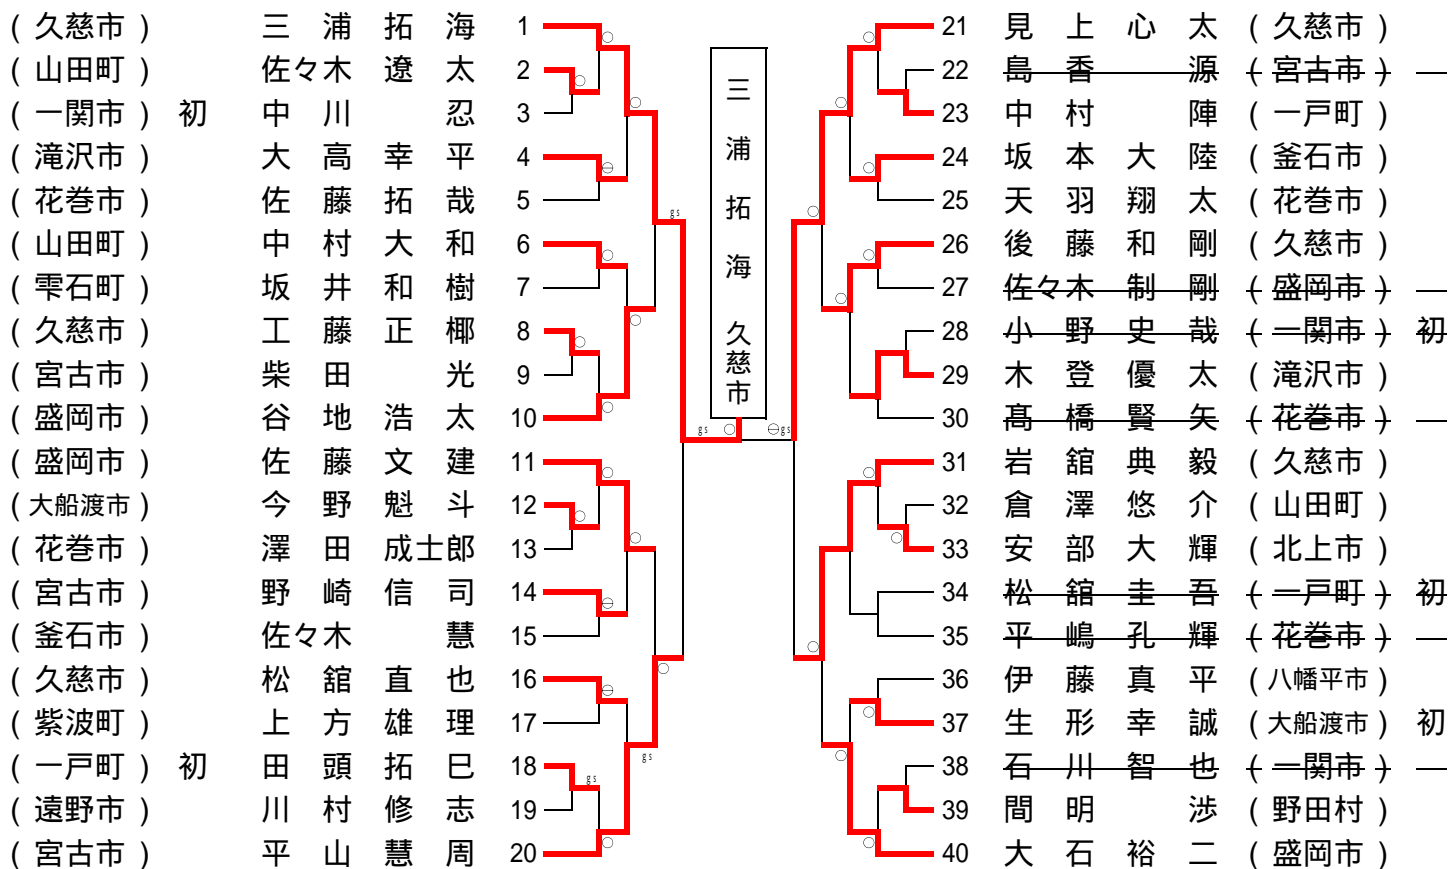 (久慈市) 三浦拓海 1
(山田町) 佐々木遼太 2
(一関市) 初 中川忍 3
(滝沢市) 大高幸平 4
(花巻市) 佐藤拓哉 5
(山田町) 中村大和 6
(雫石町) 坂井和樹 7
(久慈市) 工藤正椰 8
(宮古市) 柴田光 9
(盛岡市) 谷地浩太 10
(盛岡市) 佐藤文建 11
(大船渡市) 今野魁斗 12
(花巻市) 澤田成士郎 13
(宮古市) 野崎信司 14
(釜石市) 佐々木慧 15
(久慈市) 松舘直也 16
(紫波町) 上方雄理 17
(一戸町) 初 田頭拓巳 18
(遠野市) 川村修志 19
(宮古市) 平山慧周 20
gs
gs
gs
gs
三浦拓海 久慈市
gs
21 見上心太 (久慈市)
22 島香源 (宮古市)
23 中村陣 (一戸町)
24 坂本大陸 (釜石市)
25 天羽翔太 (花巻市)
26 後藤和剛 (久慈市)
27 佐々木制剛 (盛岡市)
28 小野史哉 (一関市) 初
29 木登優太 (滝沢市)
30 髙橋賢矢 (花巻市)
31 岩舘典毅 (久慈市)
32 倉澤悠介 (山田町)
33 安部大輝 (北上市)
34 松舘圭吾 (一戸町) 初
35 平嶋孔輝 (花巻市)
36 伊藤真平 (八幡平市)
37 生形幸誠 (大船渡市) 初
38 石川智也 (一関市)
39 間明渉 (野田村)
40 大石裕二 (盛岡市)